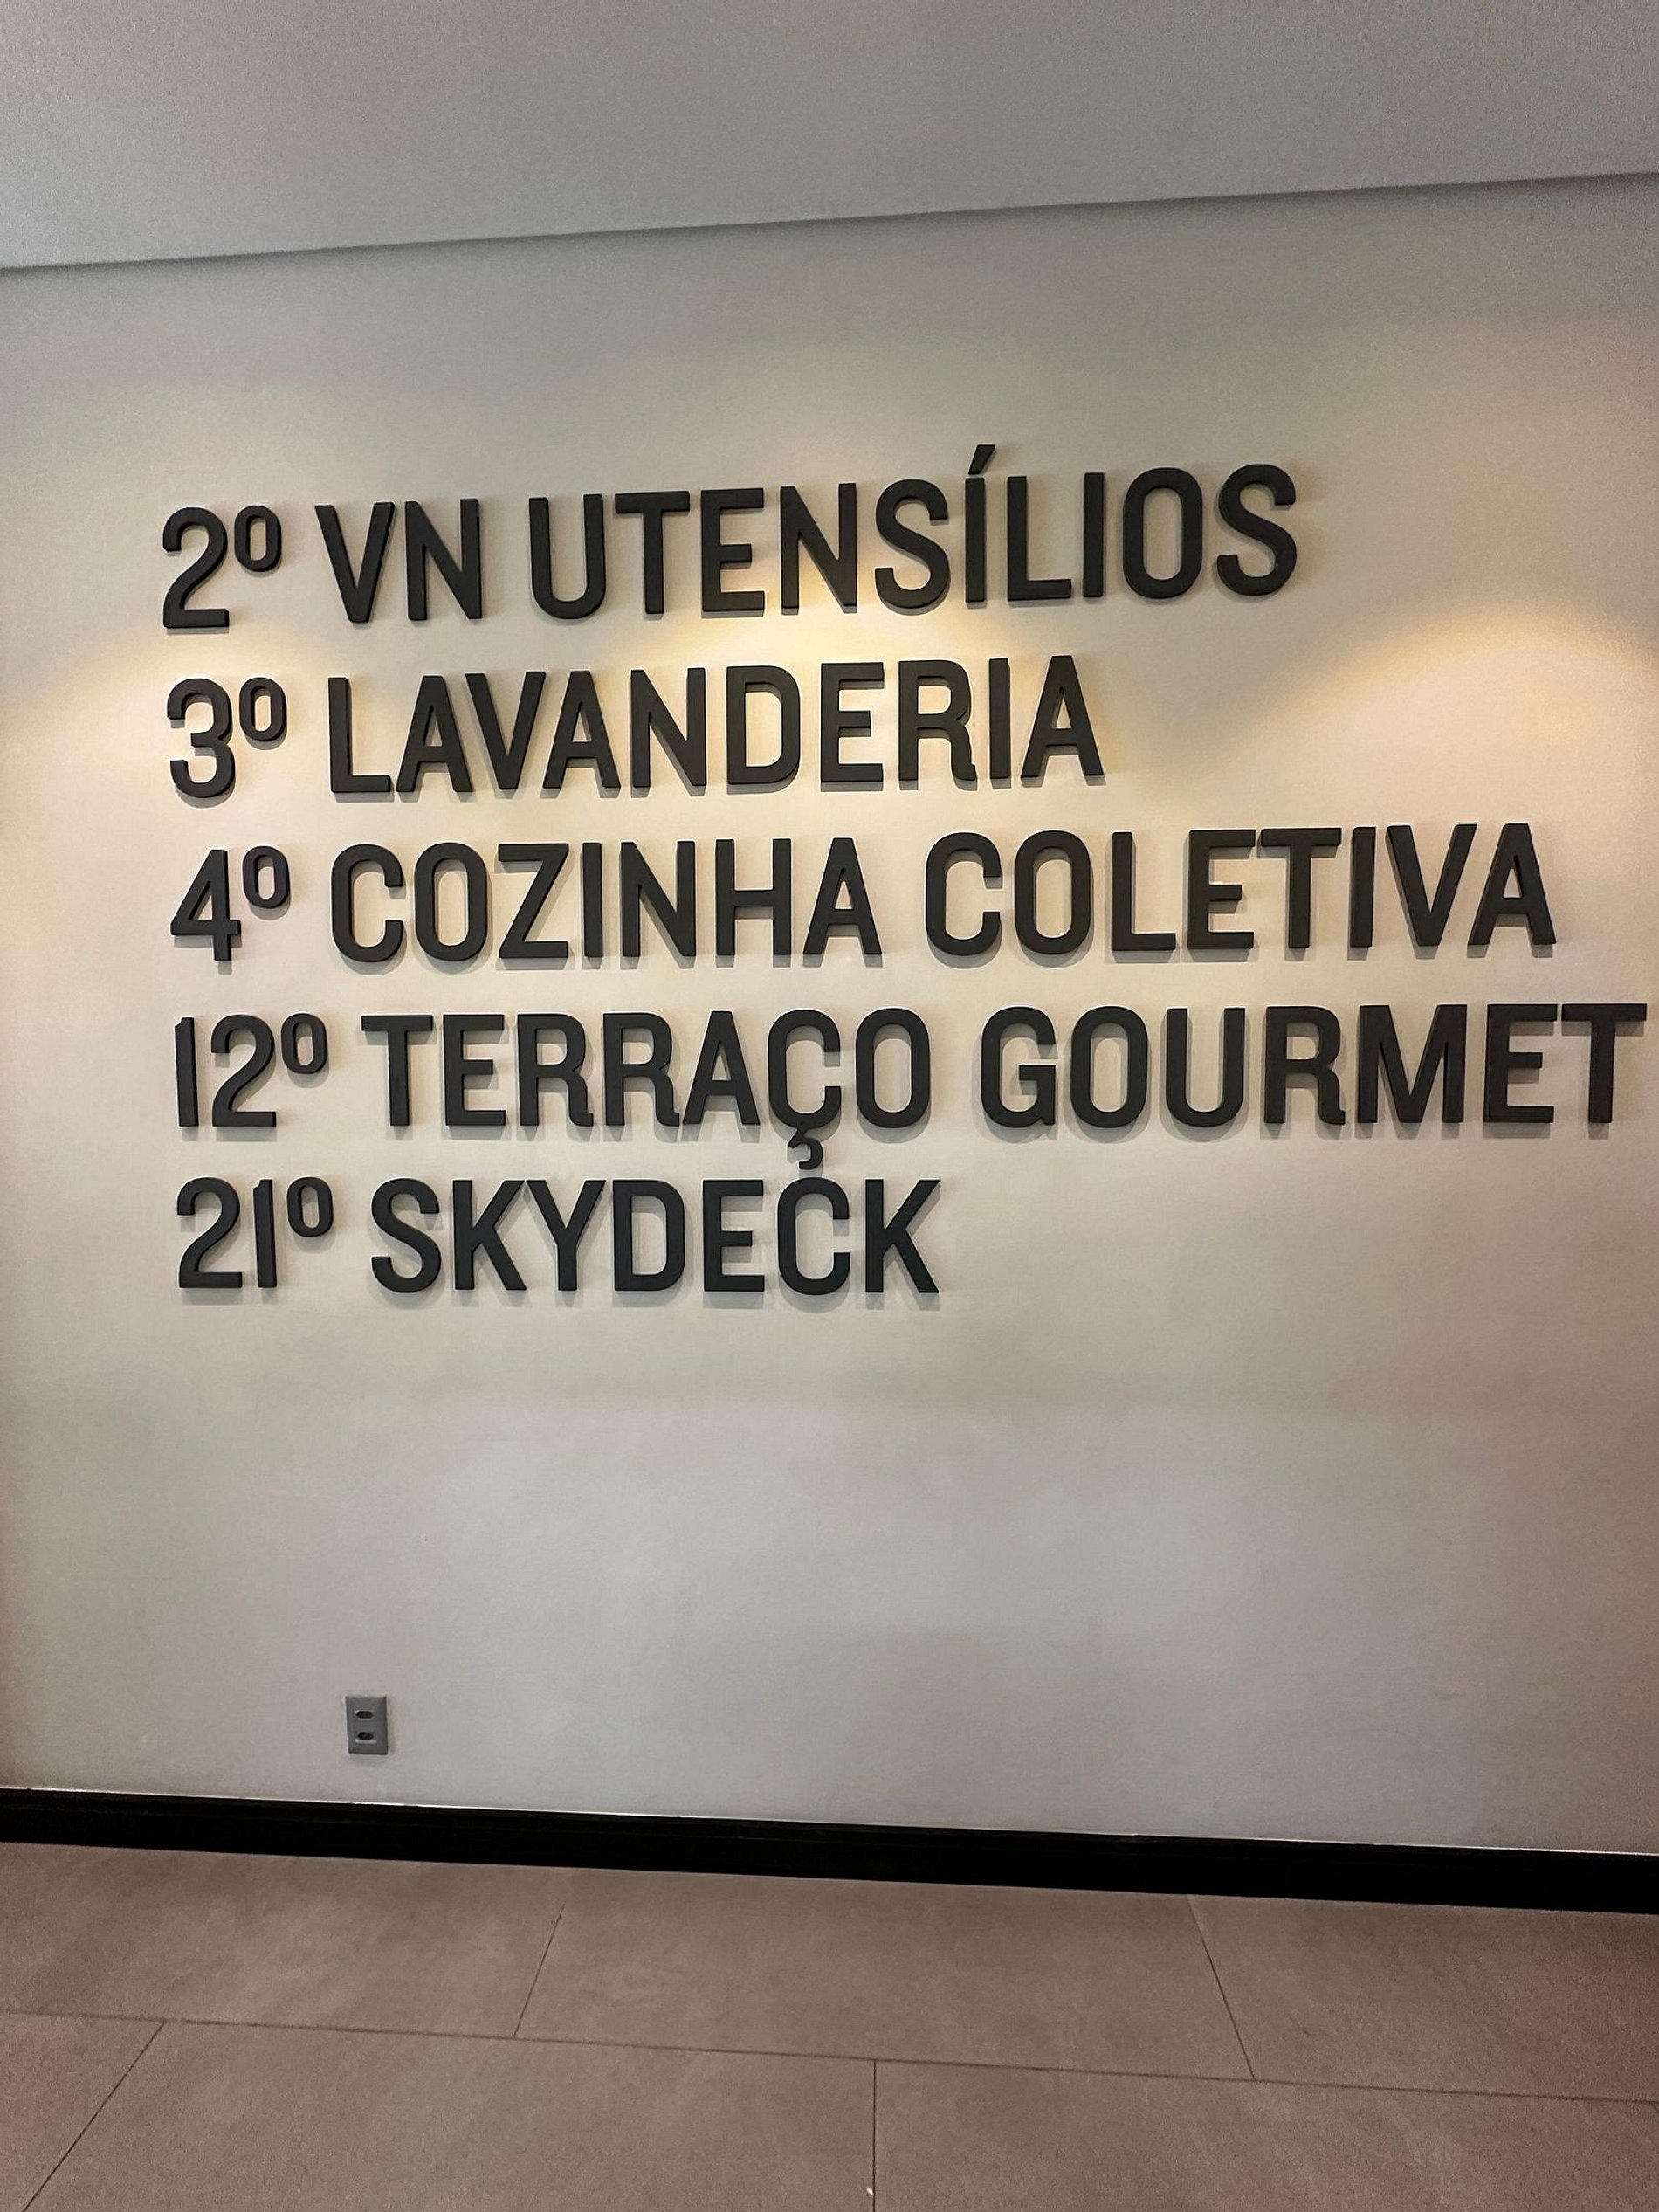 2º VN UTENSÍLIOS
3º LAVANDERIA
4º COZINHA COLETIVA
12º TERRAÇO GOURMET
21º SKYDECK